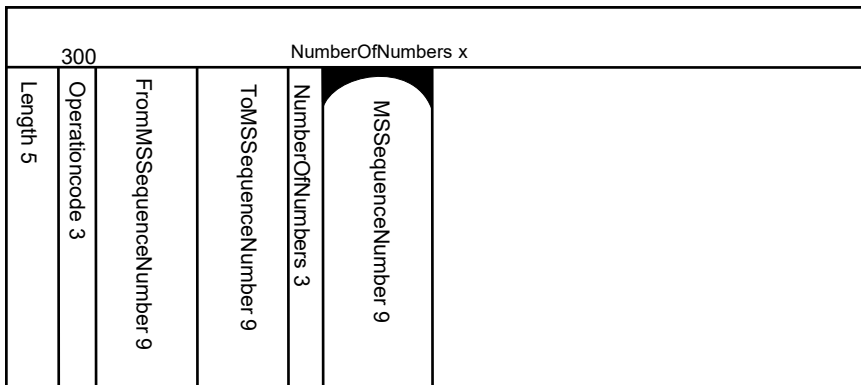 300
NumberOfNumbers x
Length 5
Operationcode 3
FromMSSequenceNumber 9
ToMSSequenceNumber 9
NumberOfNumbers 3
MSSequenceNumber 9